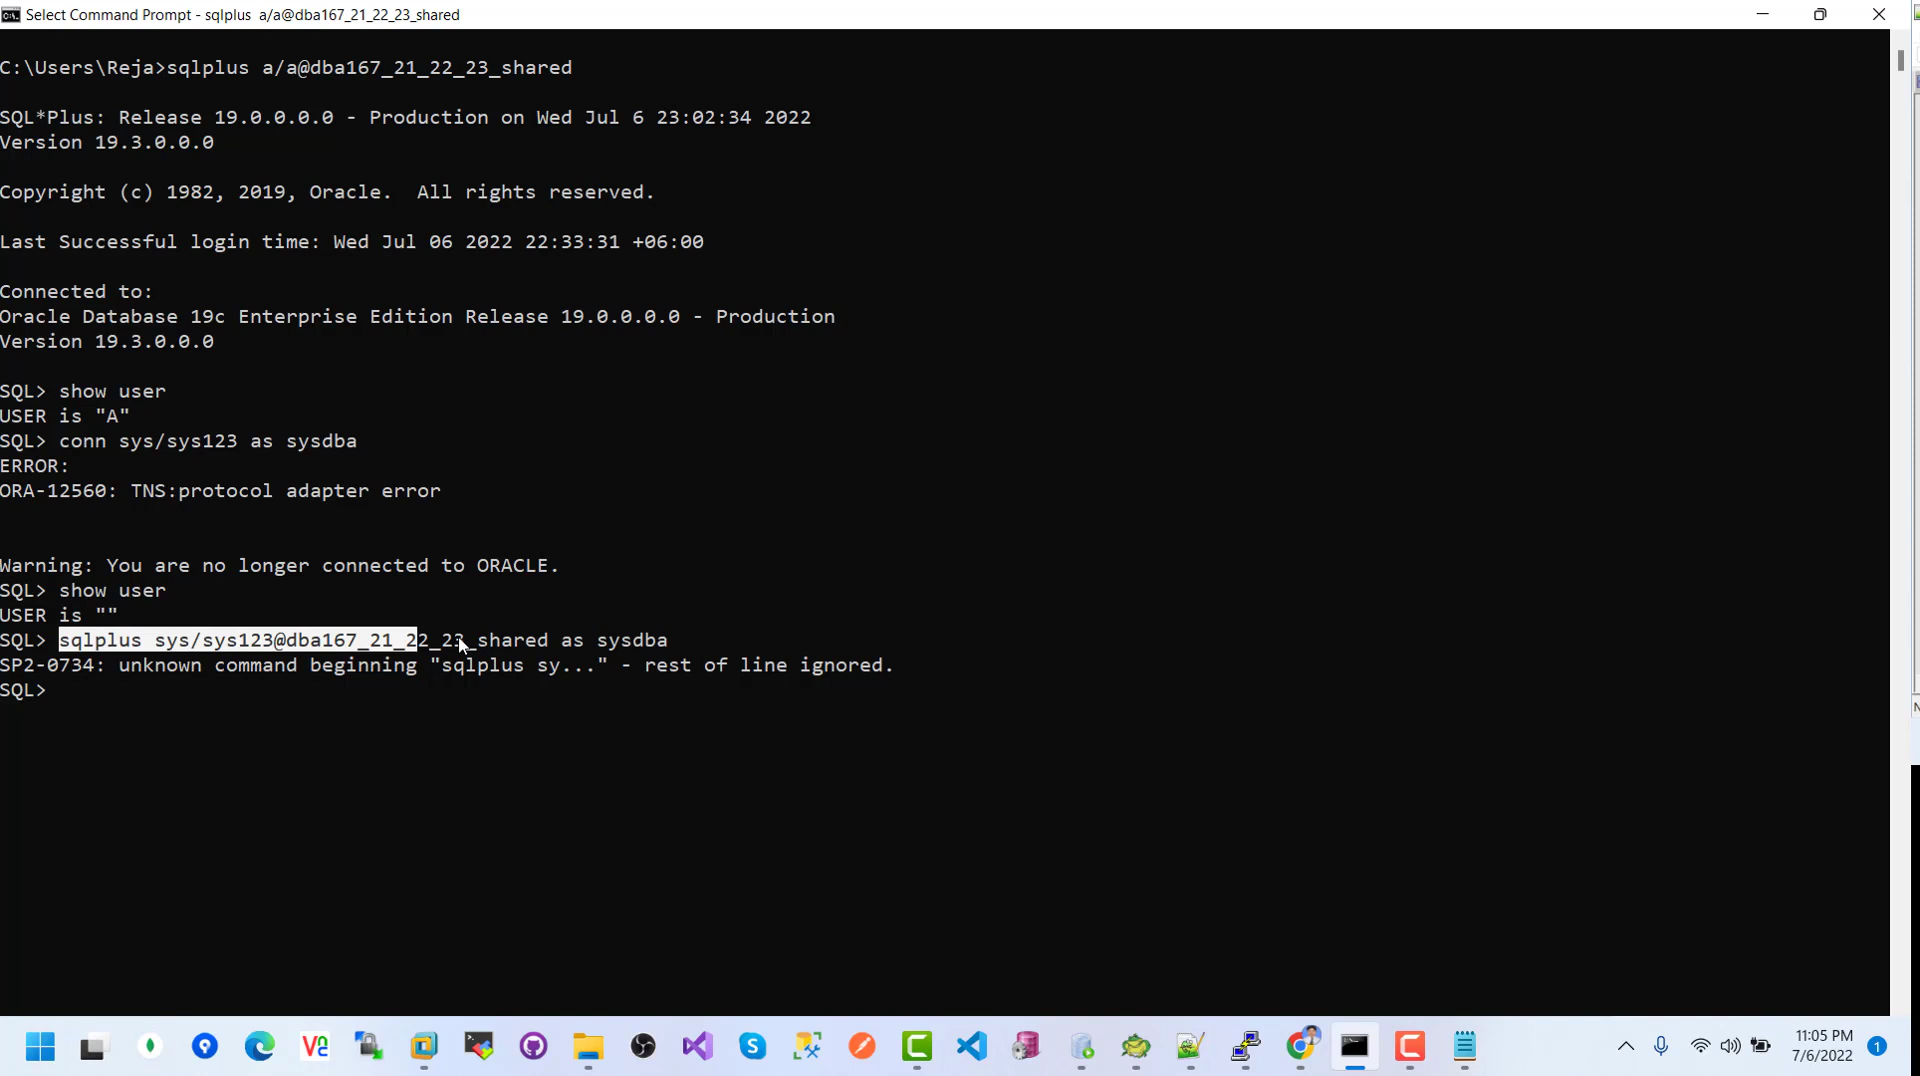 Select Command Prompt - sqlplus  a/a@dba167_21_22_23_shared
C:\Users\Reja>sqlplus a/a@dba167_21_22_23_shared
SQL*Plus: Release 19.0.0.0.0 - Production on Wed Jul 6 23:02:34 2022
Version 19.3.0.0.0
Copyright (c) 1982, 2019, Oracle.  All rights reserved.
Last Successful login time: Wed Jul 06 2022 22:33:31 +06:00
Connected to:
Oracle Database 19c Enterprise Edition Release 19.0.0.0.0 - Production
Version 19.3.0.0.0
SQL> show user
USER is "A"
SQL> conn sys/sys123 as sysdba
ERROR:
ORA-12560: TNS:protocol adapter error
Warning: You are no longer connected to ORACLE.
SQL> show user
USER is ""
SQL> sqlplus sys/sys123@dba167_21_22_23_shared as sysdba
SP2-0734: unknown command beginning "sqlplus sy..." - rest of line ignored.
SQL>
11:05 PM
7/6/2022
1